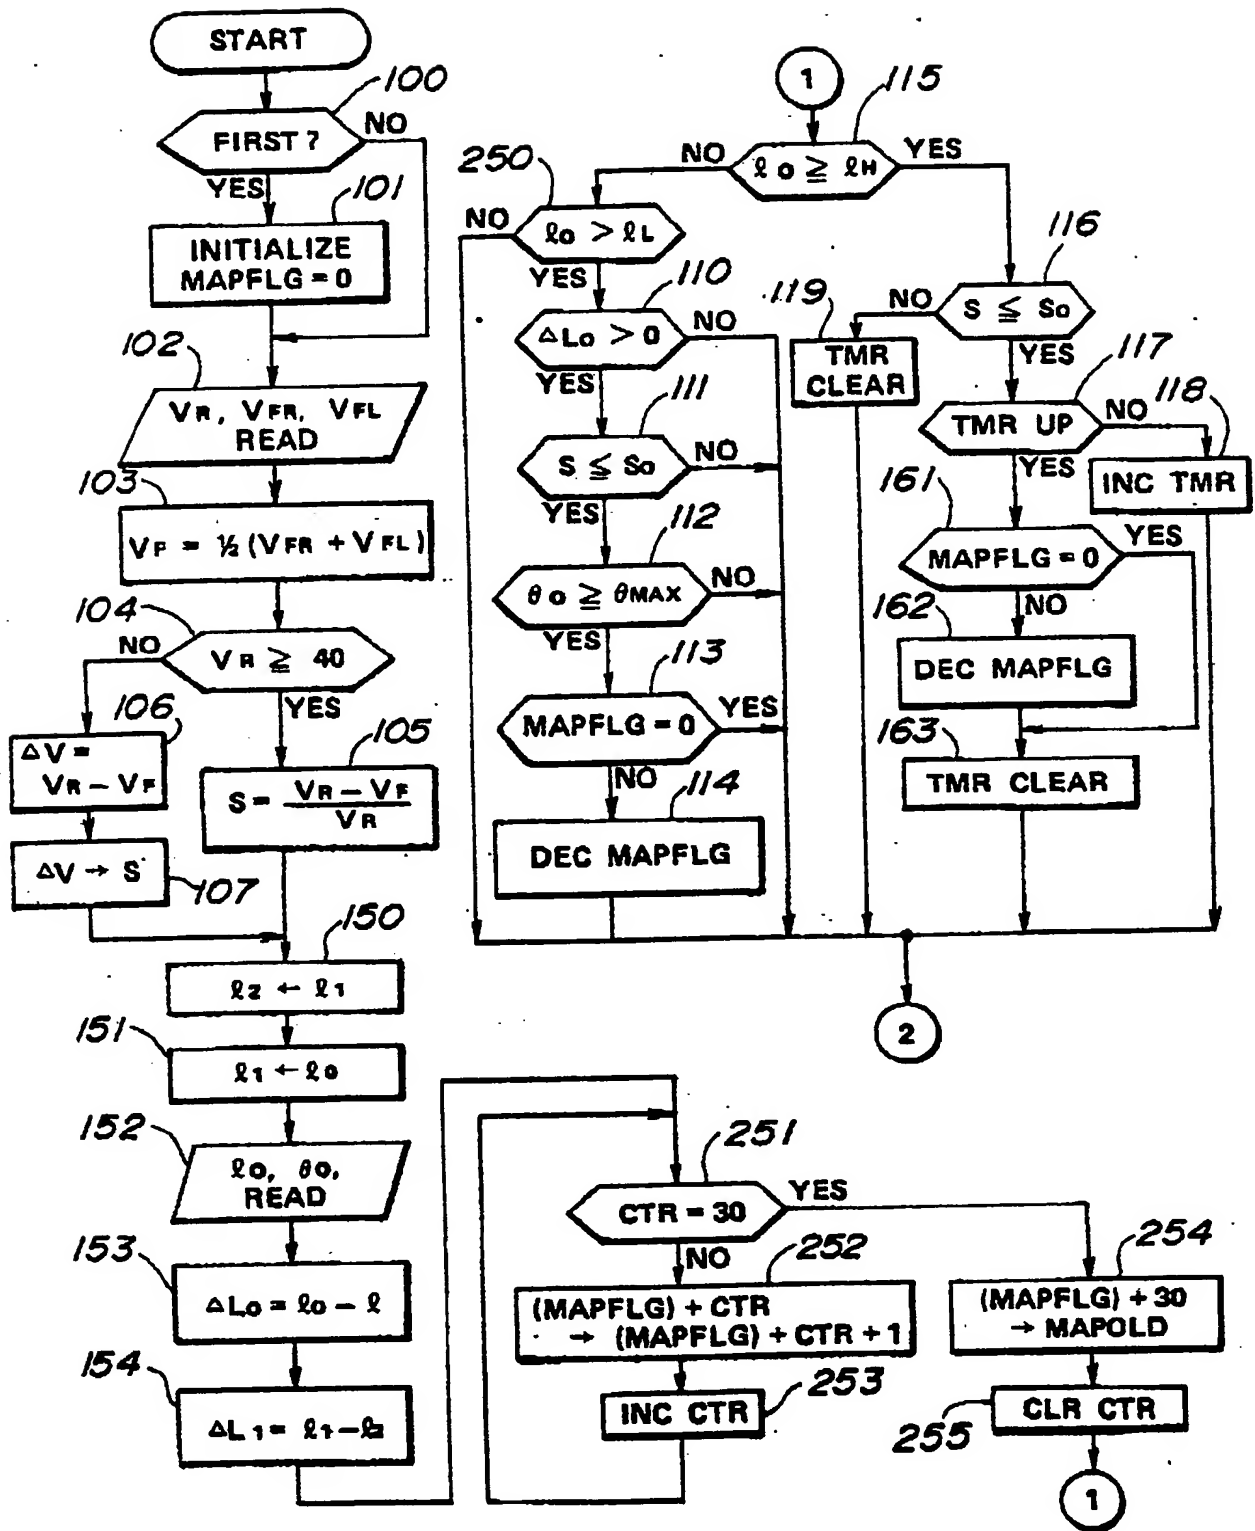 START
100
FIRST?
NO
YES
101
INITIALIZE
MAPFLG = 0
102
VR, VFR, VFL
READ
103
VF = ½ (VFR + VFL)
104
NO
VR ≧ 40
YES
106
ΔV =
VR − VF
105
S = VR − VF
VR
ΔV → S
107
150
ℓ2 ← ℓ1
151
ℓ1 ← ℓ0
152
ℓ0, θ0,
READ
153
ΔL0 = ℓ0 − ℓ
154
ΔL1 = ℓ1 − ℓ2
1
115
NO
YES
ℓ0 ≧ ℓH
250
NO
ℓ0 > ℓL
YES
110
ΔL0 > 0
NO
YES
111
S ≦ S0
NO
YES
112
θ0 ≧ θMAX
NO
YES
113
MAPFLG = 0
YES
NO
114
DEC MAPFLG
116
119
NO
S ≦ S0
TMR
CLEAR
YES
117
118
TMR UP
NO
YES
INC TMR
161
YES
MAPFLG = 0
NO
162
DEC MAPFLG
163
TMR CLEAR
2
251
CTR = 30
YES
NO
252
(MAPFLG) + CTR
→ (MAPFLG) + CTR + 1
253
INC CTR
254
(MAPFLG) + 30
→ MAPOLD
255
CLR CTR
1